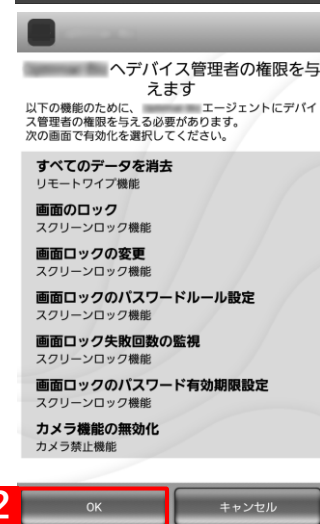 へデバイス管理者の権限を与
えます
以下の機能のために、 エージェントにデバイ
ス管理者の権限を与える必要があります。
次の画面で有効化を選択してください。
すべてのデータを消去
リモートワイプ機能
画面のロック
スクリーンロック機能
画面ロックの変更
スクリーンロック機能
画面ロックのパスワードルール設定
スクリーンロック機能
画面ロック失敗回数の監視
スクリーンロック機能
画面ロックのパスワード有効期限設定
スクリーンロック機能
カメラ機能の無効化
カメラ禁止機能
2
OK キャンセル